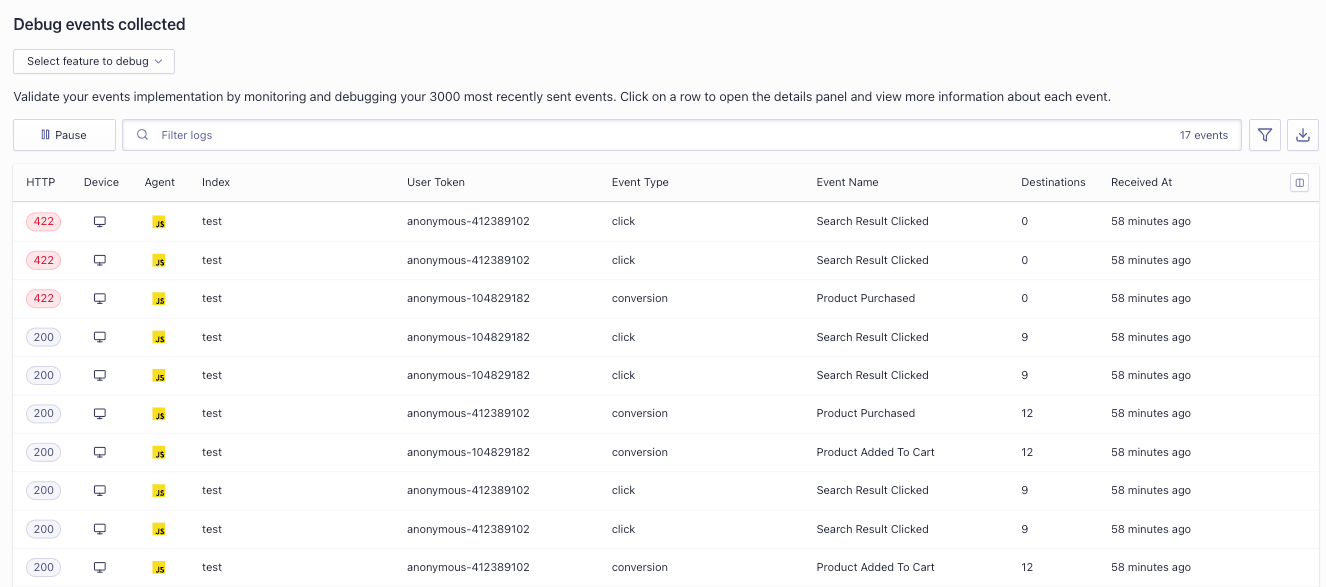 Debug events collected
Select feature to debug
Validate your events implementation by monitoring and debugging your 3000 most recently sent events. Click on a row to open the details panel and view more information about each event.
Pause Filter logs 17 events
HTTP Device Agent Index User Token Event Type Event Name Destinations Received At
422 JS test anonymous-412389102 click Search Result Clicked 0 58 minutes ago
422 JS test anonymous-412389102 click Search Result Clicked 0 58 minutes ago
422 JS test anonymous-104829182 conversion Product Purchased 0 58 minutes ago
200 JS test anonymous-104829182 click Search Result Clicked 9 58 minutes ago
200 JS test anonymous-104829182 click Search Result Clicked 9 58 minutes ago
200 JS test anonymous-412389102 conversion Product Purchased 12 58 minutes ago
200 JS test anonymous-104829182 conversion Product Added To Cart 12 58 minutes ago
200 JS test anonymous-412389102 click Search Result Clicked 9 58 minutes ago
200 JS test anonymous-412389102 click Search Result Clicked 9 58 minutes ago
200 JS test anonymous-412389102 conversion Product Added To Cart 12 58 minutes ago